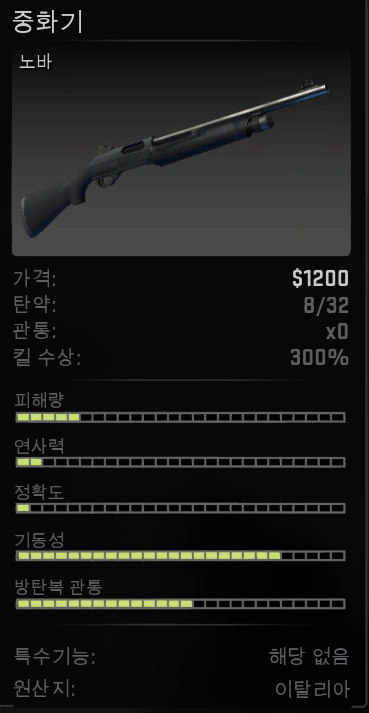 중화기
노바
가격: $1200
탄약: 8/32
관통: x0
킬 수상: 300%
피해량
연사력
정확도
기동성
방탄복 관통
특수기능: 해당 없음
원산지: 이탈리아